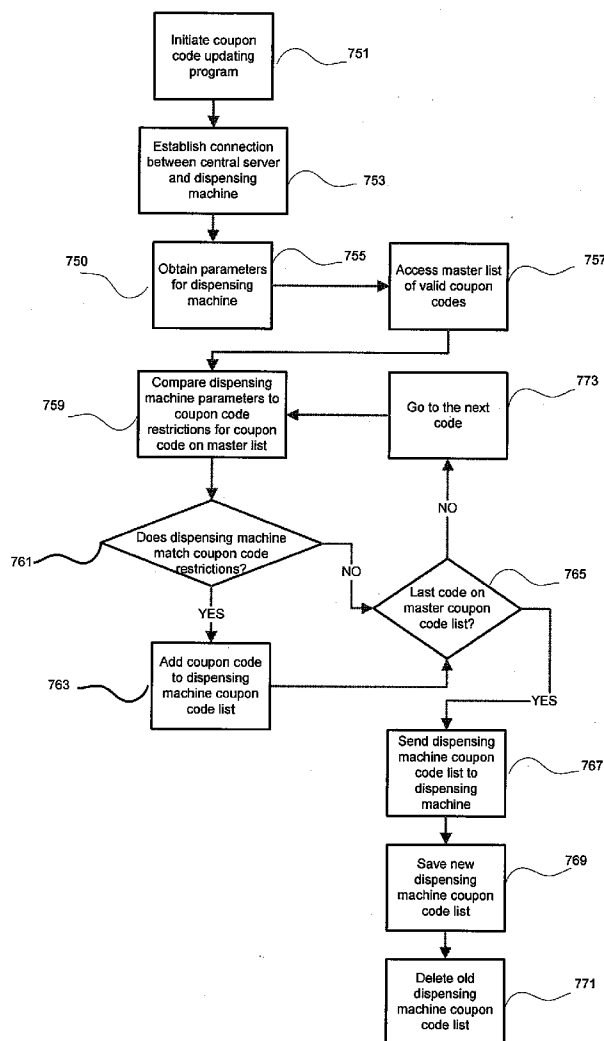 Initiate coupon
code updating
program
751
Establish connection
between central server
and dispensing
machine
753
750
755
Obtain parameters
for dispensing
machine
Access master list
of valid coupon
codes
757
759
Compare dispensing
machine parameters to
coupon code
restrictions for coupon
code on master list
Go to the next
code
773
NO
761
Does dispensing machine
match coupon code
restrictions?
NO
YES
765
Last code on
master coupon
code list?
763
Add coupon code
to dispensing
machine coupon
code list
YES
Send dispensing
machine coupon
code list to
dispensing
machine
767
Save new
dispensing
machine coupon
code list
769
Delete old
dispensing
machine coupon
code list
771